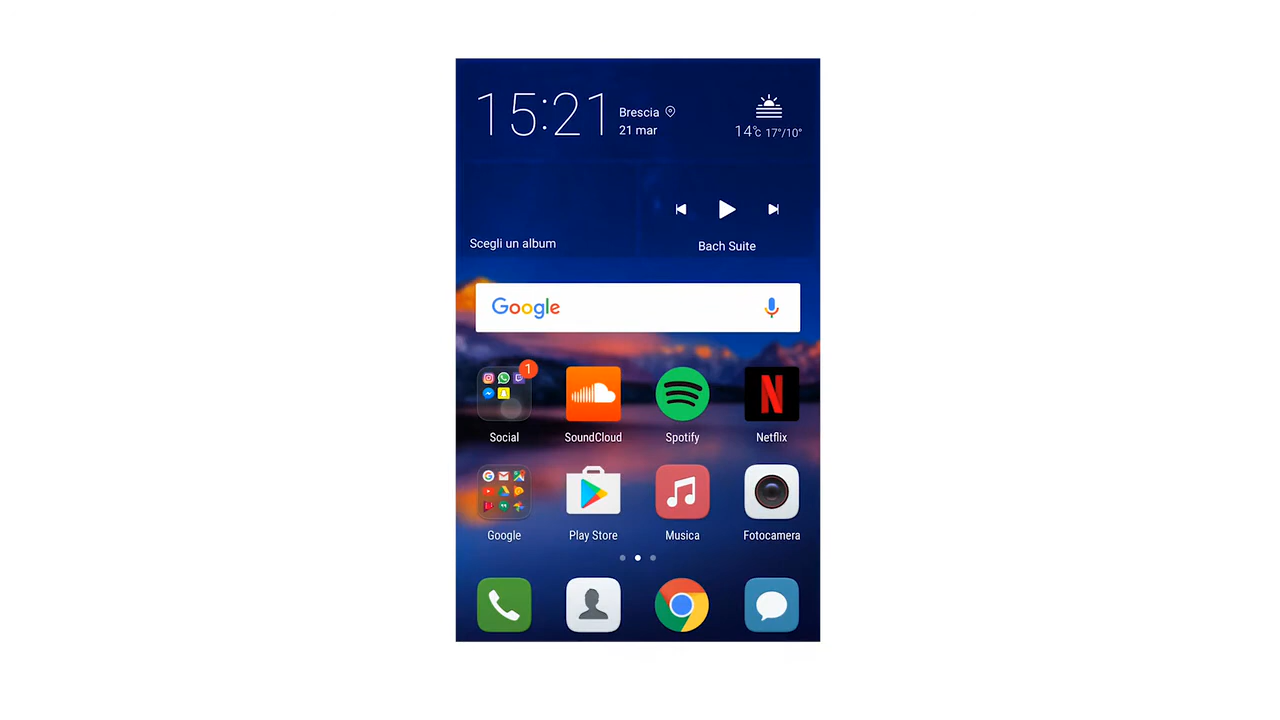 15:21
Brescia
21 mar
14°C 17°/10°
Scegli un album
Bach Suite
Google
1
Social
SoundCloud
Spotify
N
Netflix
Google
Play Store
Musica
Fotocamera